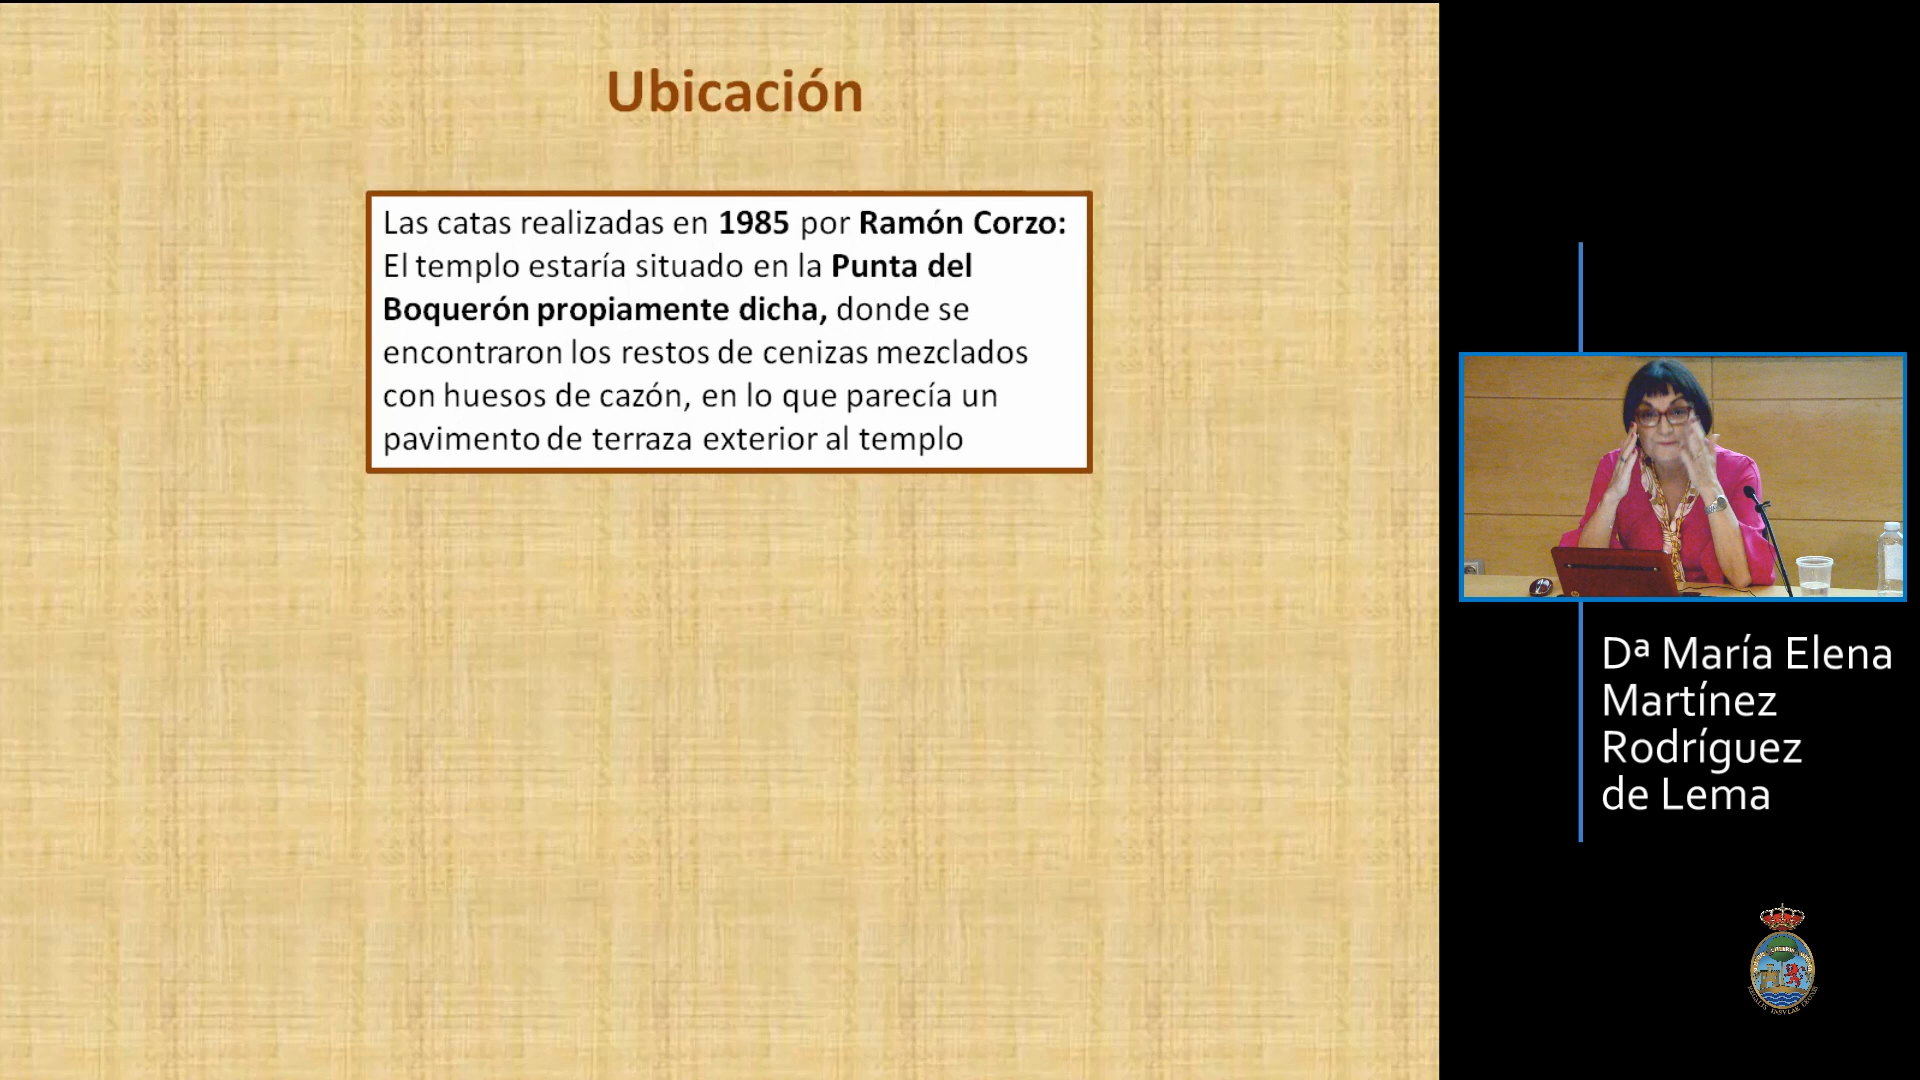 Ubicación
Las catas realizadas en 1985 por Ramón Corzo:
El templo estaría situado en la Punta del
Boquerón propiamente dicha, donde se
encontraron los restos de cenizas mezclados
con huesos de cazón, en lo que parecía un
pavimento de terraza exterior al templo
Dª María Elena
Martínez
Rodríguez
de Lema